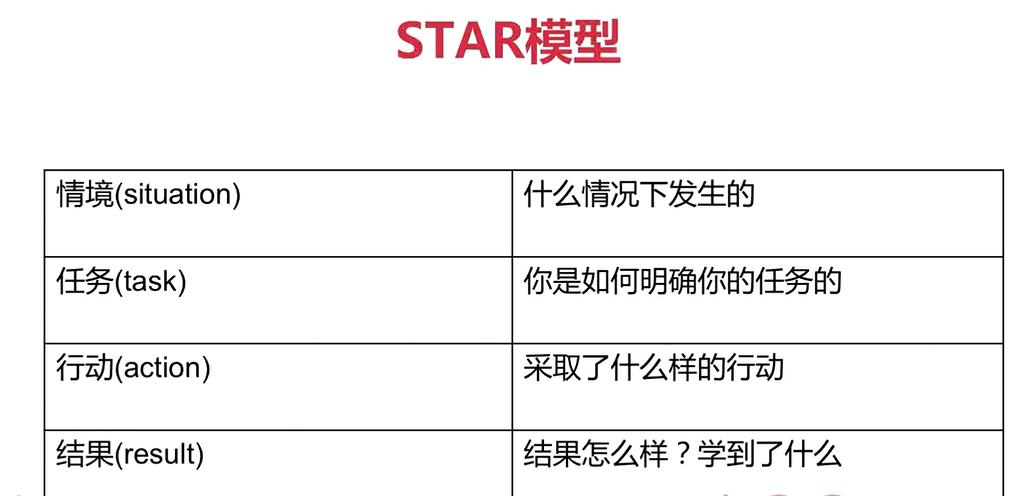 STAR模型
情境(situation)
什么情况下发生的
任务(task)
你是如何明确你的任务的
行动(action)
采取了什么样的行动
结果(result)
结果怎么样？学到了什么